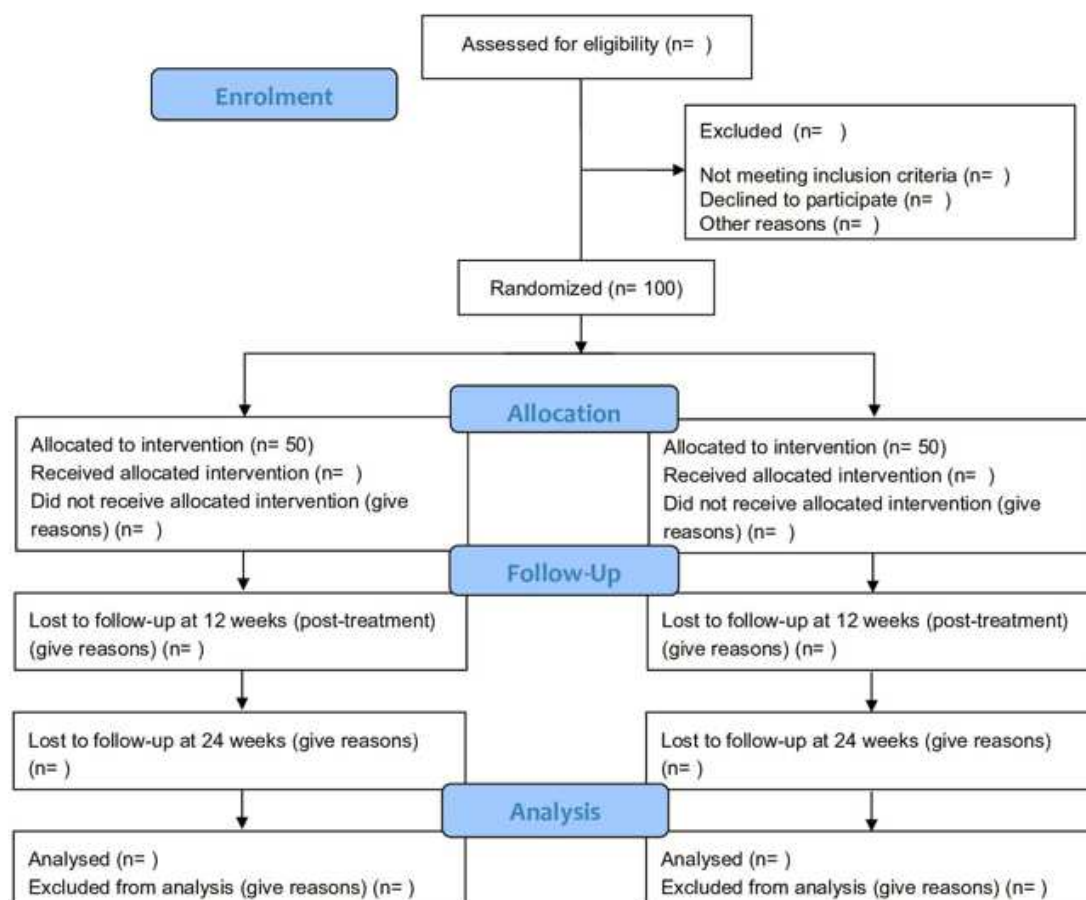 Assessed for eligibility (n=  )
Enrolment
Excluded  (n=   )
Not meeting inclusion criteria (n=  )
Declined to participate (n=  )
Other reasons (n=  )
Randomized (n= 100)
Allocation
Allocated to intervention (n= 50)
Received allocated intervention (n=  )
Did not receive allocated intervention (give
reasons) (n=  )
Allocated to intervention (n= 50)
Received allocated intervention (n=  )
Did not receive allocated intervention (give
reasons) (n=  )
Follow-Up
Lost to follow-up at 12 weeks (post-treatment)
(give reasons) (n= )
Lost to follow-up at 12 weeks (post-treatment)
(give reasons) (n= )
Lost to follow-up at 24 weeks (give reasons)
(n= )
Lost to follow-up at 24 weeks (give reasons)
(n= )
Analysis
Analysed (n= )
Excluded from analysis (give reasons) (n= )
Analysed (n= )
Excluded from analysis (give reasons) (n= )